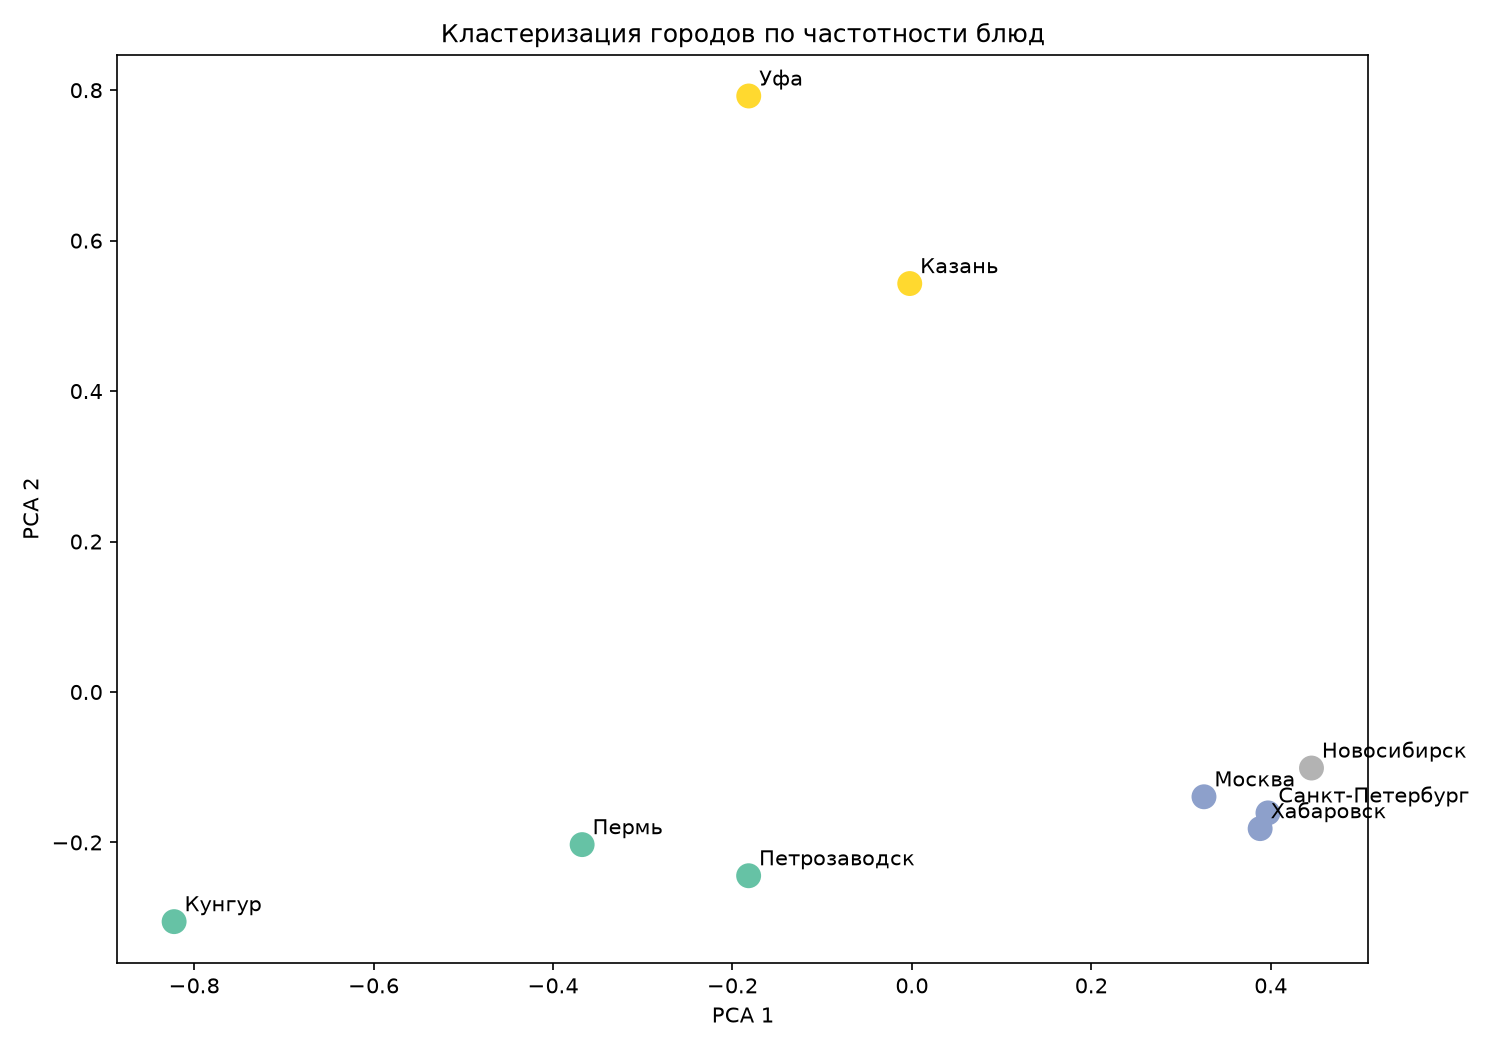 Кластеризация городов по частотности блюд
0.8
0.6
0.4
0.2
0.0
−0.2
PCA 2
Уфа
Казань
Новосибирск
Москва
Санкт-Петербург
Хабаровск
Пермь
Петрозаводск
Кунгур
−0.8
−0.6
−0.4
−0.2
0.0
0.2
0.4
PCA 1